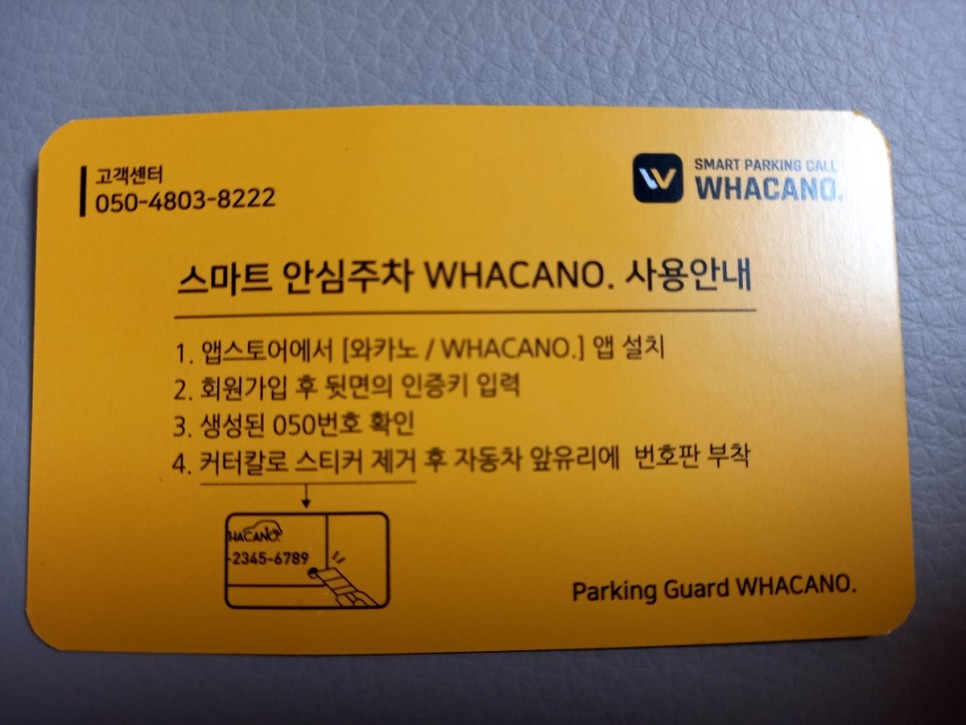 고객센터
050-4803-8222
SMART PARKING CALL
WHACANO.
스마트 안심주차 WHACANO. 사용안내
1. 앱스토어에서 [와카노 / WHACANO.] 앱 설치
2. 회원가입 후 뒷면의 인증키 입력
3. 생성된 050번호 확인
4. 커터칼로 스티커 제거 후 자동차 앞유리에 번호판 부착
HACANO.
-2345-6789
Parking Guard WHACANO.